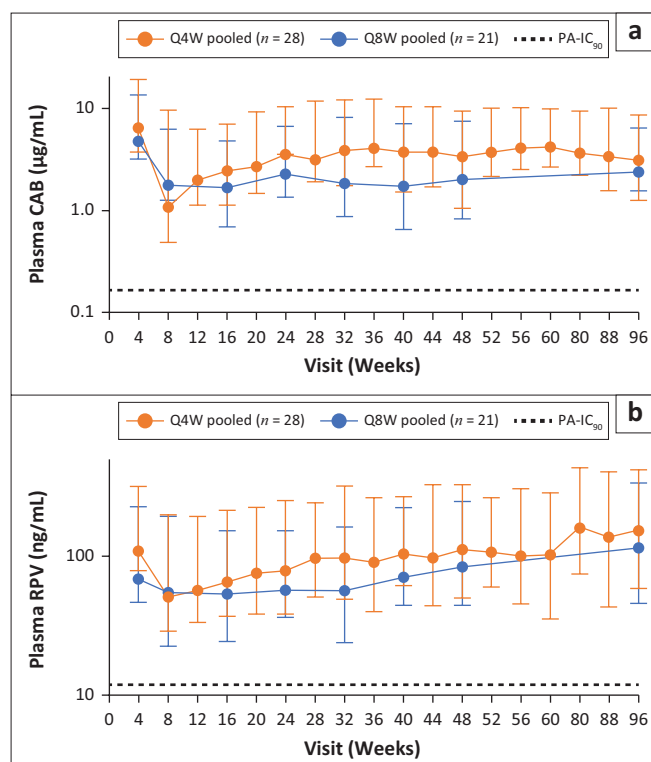 Q4W pooled (n = 28) Q8W pooled (n = 21) PA-IC90
a
10
1.0
0.1
Plasma CAB (µg/mL)
0 4 8 12 16 20 24 28 32 36 40 44 48 52 56 60 80 88 96
Visit (Weeks)
Q4W pooled (n = 28) Q8W pooled (n = 21) PA-IC90
b
100
10
Plasma RPV (ng/mL)
0 4 8 12 16 20 24 28 32 36 40 44 48 52 56 60 80 88 96
Visit (Weeks)